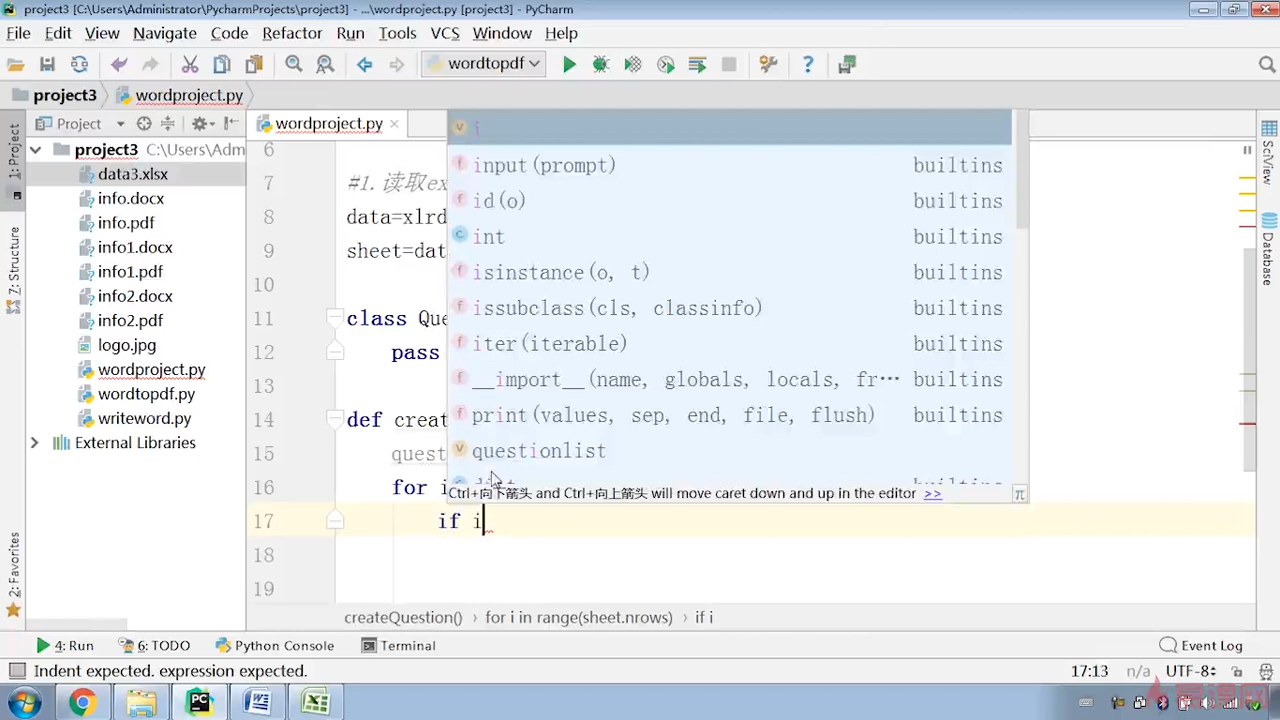 project3 [C:\Users\Administrator\PycharmProjects\project3] - ...\wordproject.py [project3] - PyCharm
File Edit View Navigate Code Refactor Run Tools VCS Window Help
wordtopdf
project3 wordproject.py
Project
wordproject.py
1: Project
Z: Structure
2: Favorites
project3 C:\Users\Adm
data3.xlsx
info.docx
info.pdf
info1.docx
info1.pdf
info2.docx
info2.pdf
logo.jpg
wordproject.py
wordtopdf.py
writeword.py
External Libraries
6
7 #1.读取ex
8 data=xlrd
9 sheet=dat
10
11 class Que
12 pass
13
14 def creat
15 quest
16 for i
17 if i
18
19
i
input(prompt) builtins
id(o) builtins
int builtins
isinstance(o, t) builtins
issubclass(cls, classinfo) builtins
iter(iterable) builtins
__import__(name, globals, locals, fr… builtins
print(values, sep, end, file, flush) builtins
questionlist
Ctrl+向下箭头 and Ctrl+向上箭头 will move caret down and up in the editor >>
π
SciView
Database
createQuestion() › for i in range(sheet.nrows) › if i
4: Run 6: TODO Python Console Terminal Event Log
Indent expected. expression expected. 17:13 n/a UTF-8